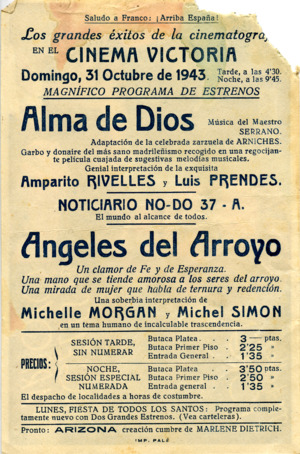 Saludo a Franco: ¡Arriba España!
Los grandes éxitos de la cinematogra
EN EL CINEMA VICTORIA
Domingo, 31 Octubre de 1943. Tarde, a las 4'30.
Noche, a las 9'45.
MAGNÍFICO PROGRAMA DE ESTRENOS
Alma de Dios Música del Maestro
SERRANO.
Adaptación de la celebrada zarzuela de ARNICHES.
Garbo y donaire del más sano madrileñismo recogido en una regocijan-
te película cuajada de sugestivas melodías musicales.
Genial interpretación de la exquisita
Amparito RIVELLES y Luis PRENDES.
NOTICIARIO NO-DO 37 - A.
El mundo al alcance de todos.
Angeles del Arroyo
Un clamor de Fe y de Esperanza.
Una mano que se tiende amorosa a los seres del arroyo.
Una mirada de mujer que habla de ternura y redención.
Una soberbia interpretación de
Michelle MORGAN y Michel SIMON
en un tema humano de incalculable trascendencia.
PRECIOS:
SESIÓN TARDE,
SIN NUMERAR
Butaca Platea . . . 3 — ptas.
Butaca Primer Piso . 2'25 »
Entrada General . . 1'35 »
NOCHE,
SESIÓN ESPECIAL
NUMERADA
Butaca Platea. . . . 3'50 ptas.
Butaca Primer Piso . 2'50 »
Entrada general . . 1'35 »
El despacho de localidades a horas de costumbre.
LUNES, FIESTA DE TODOS LOS SANTOS: Programa comple-
tamente nuevo con Dos Grandes Estrenos. (Vea carteleras).
Pronto: ARIZONA creación cumbre de MARLENE DIETRICH.
IMP. PALÉ